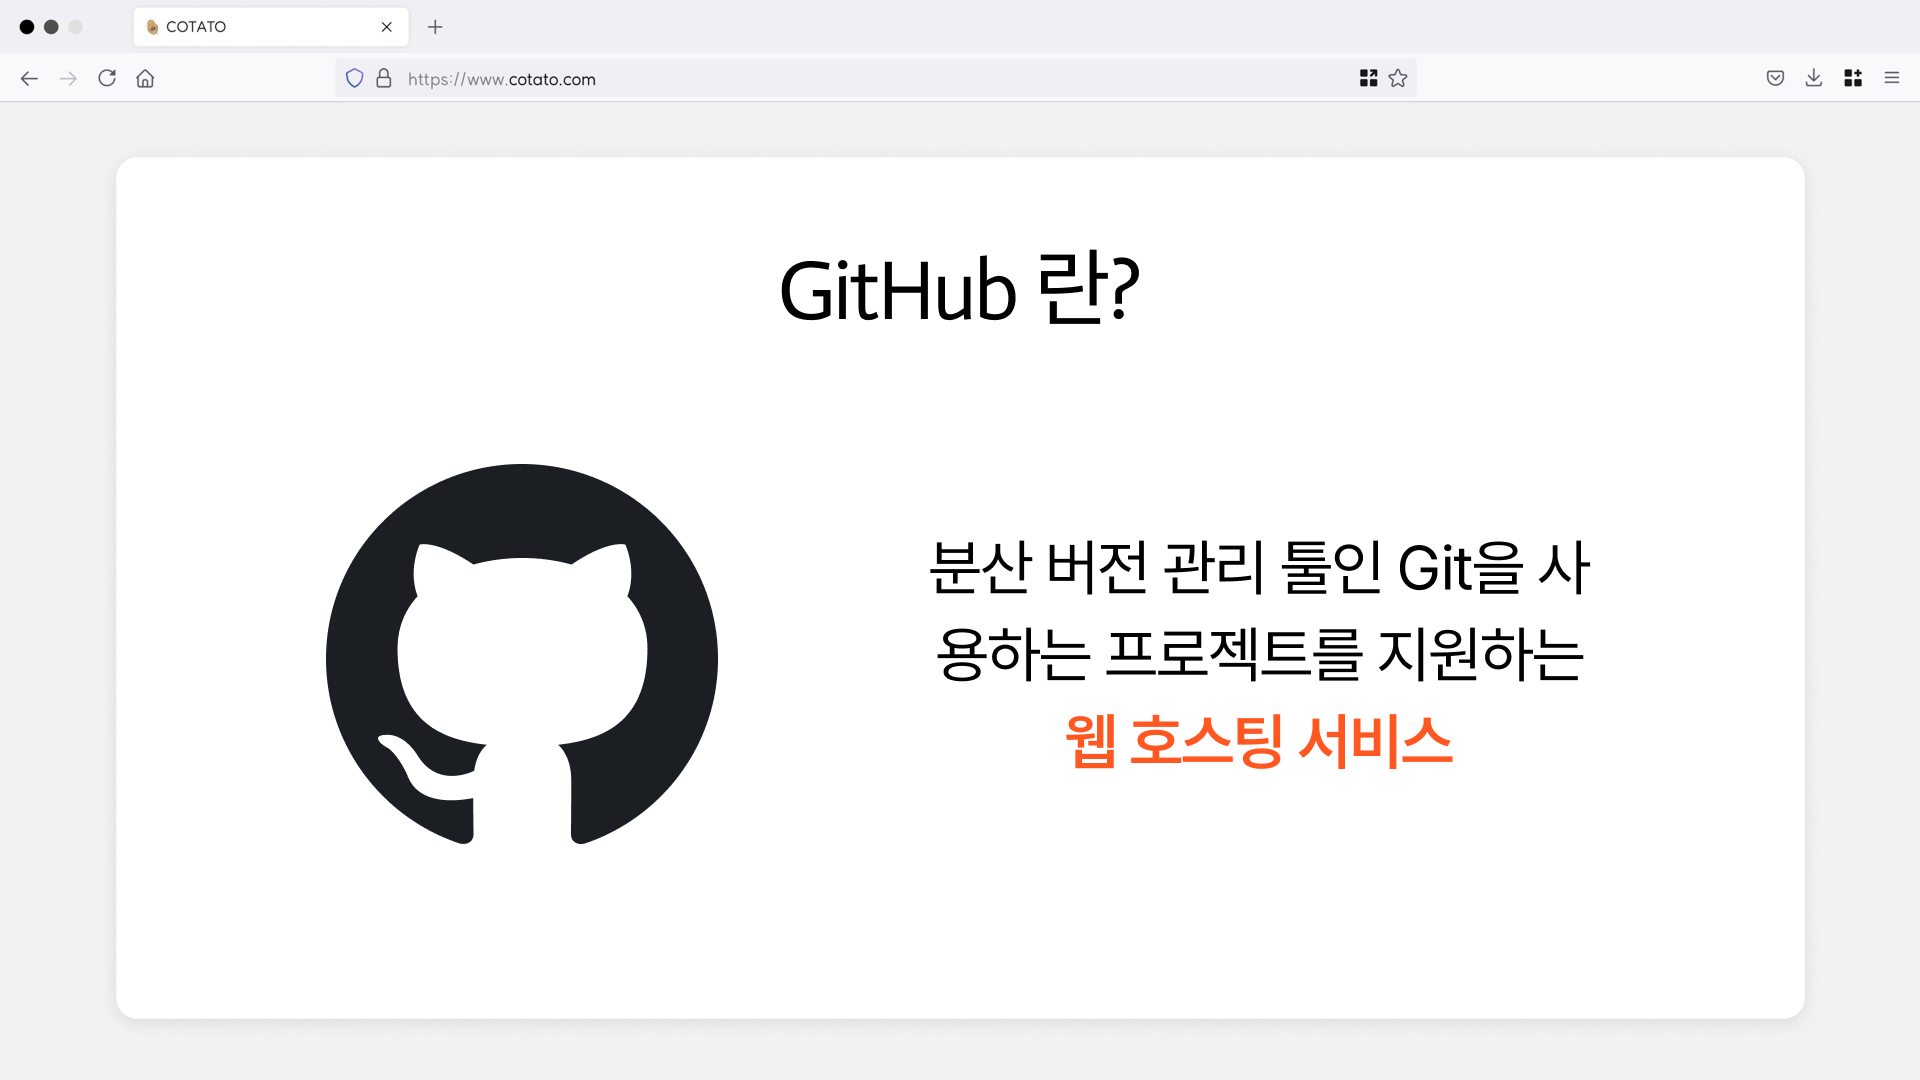 COTATO
https://www.cotato.com
GitHub 란?
분산 버전 관리 툴인 Git을 사
용하는 프로젝트를 지원하는
웹 호스팅 서비스